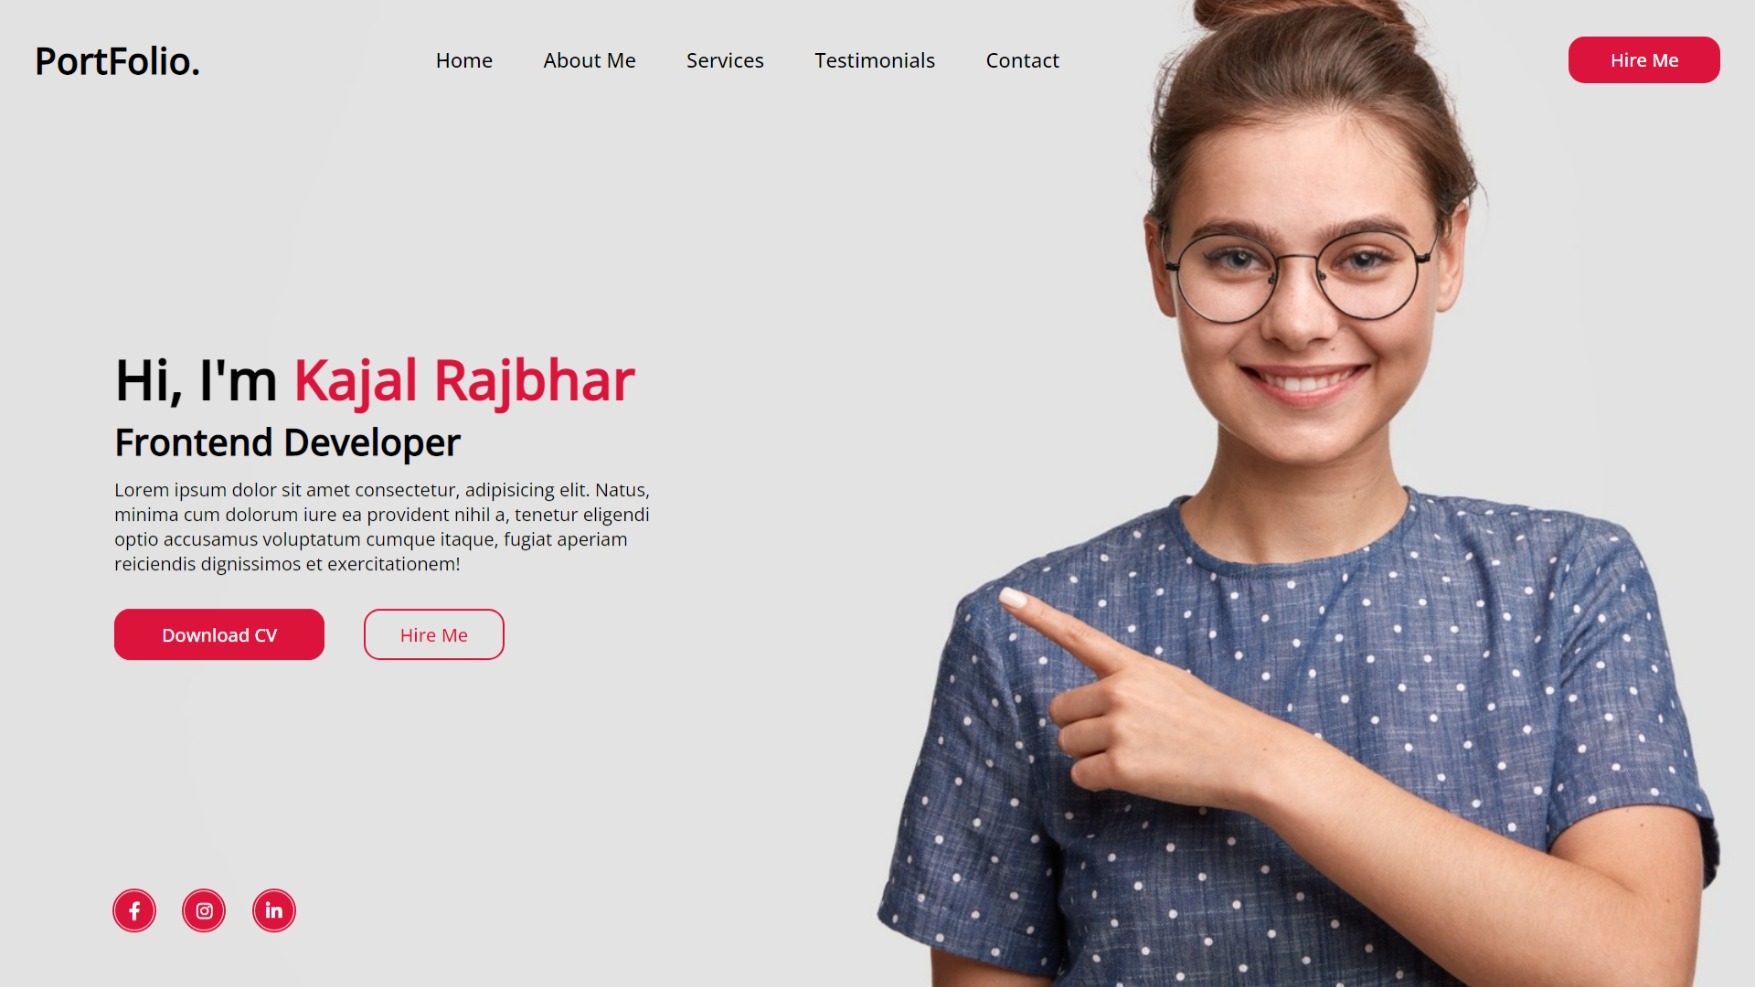 PortFolio.
Home
About Me
Services
Testimonials
Contact
Hire Me
Hi, I'm Kajal Rajbhar
Frontend Developer
Lorem ipsum dolor sit amet consectetur, adipisicing elit. Natus,
minima cum dolorum iure ea provident nihil a, tenetur eligendi
optio accusamus voluptatum cumque itaque, fugiat aperiam
reiciendis dignissimos et exercitationem!
Download CV
Hire Me